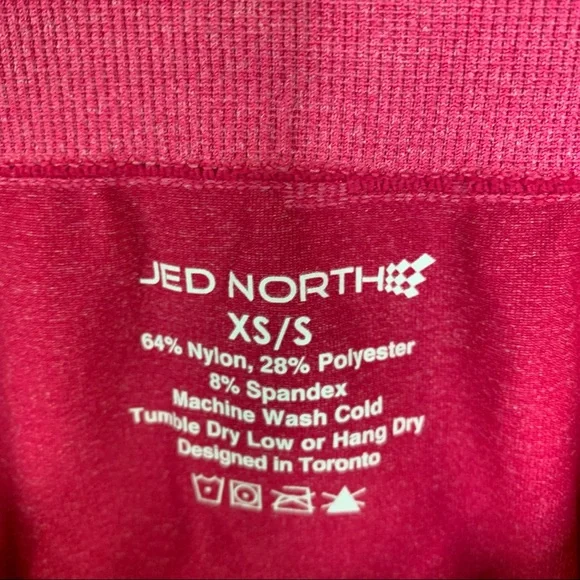 JED NORTH
XS/S
64% Nylon, 28% Polyester
8% Spandex
Machine Wash Cold
Tumble Dry Low or Hang Dry
Designed in Toronto